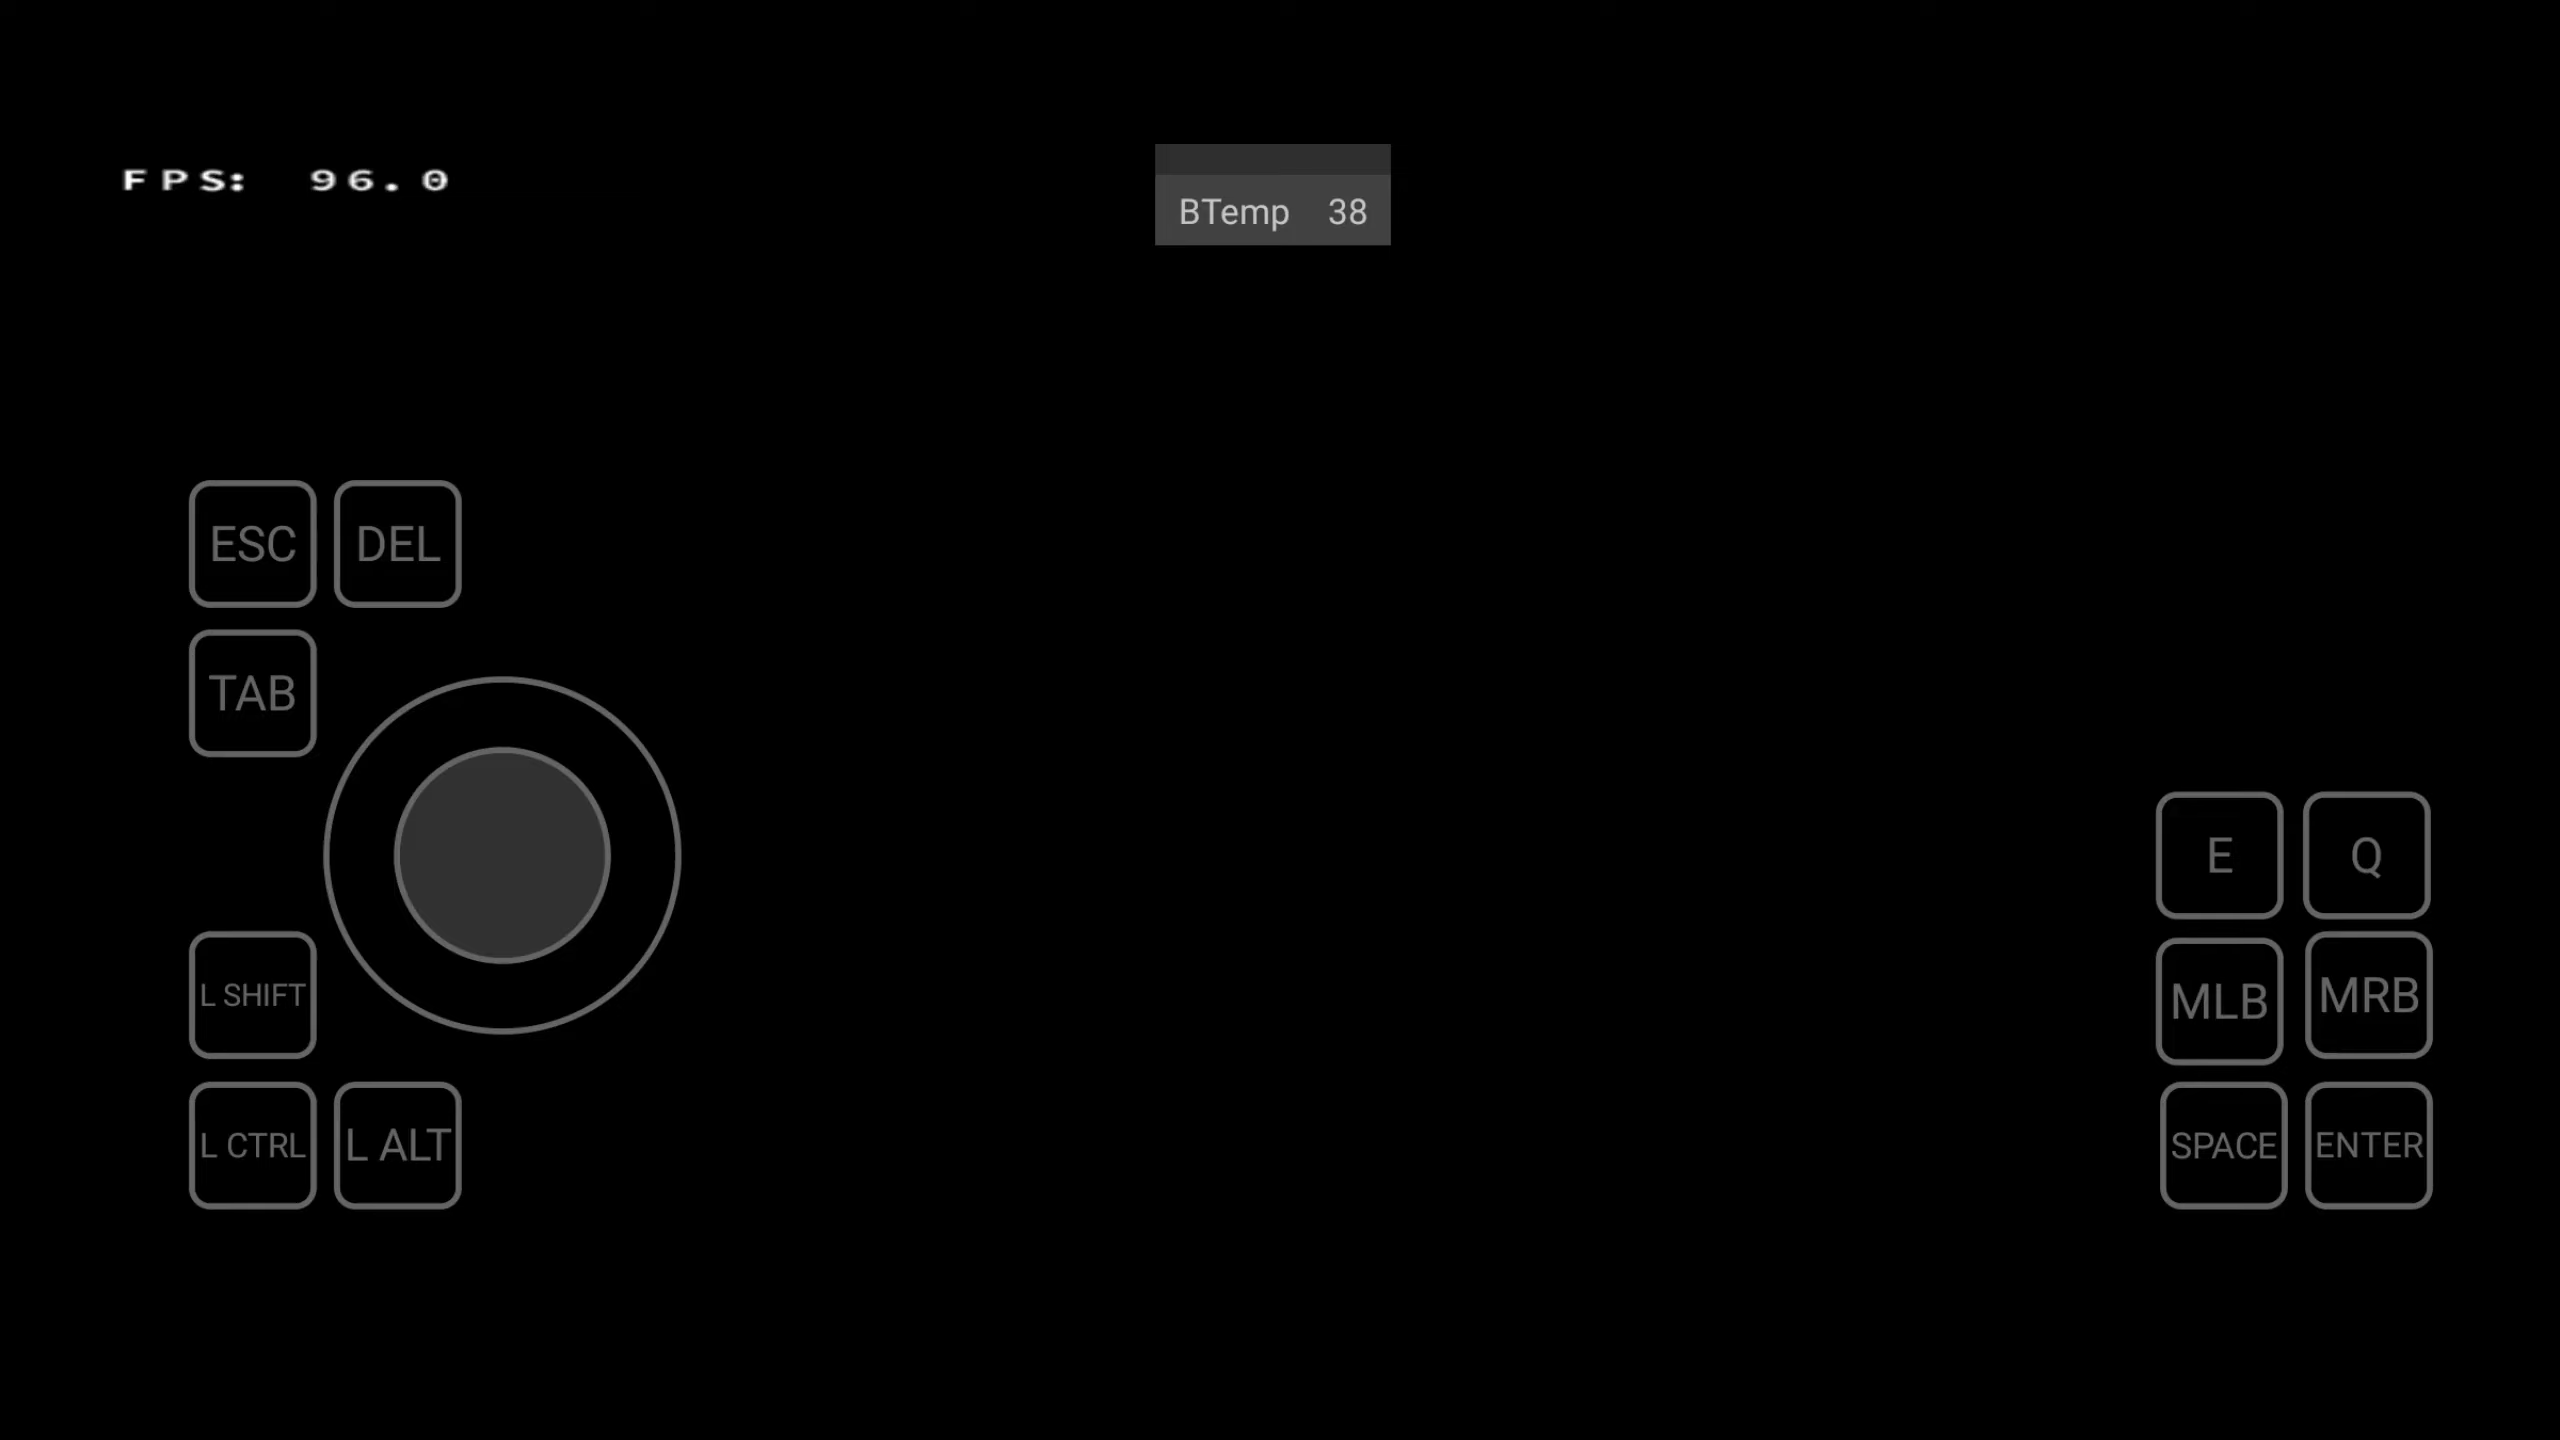 FPS: 96.0
BTemp 38
ESC DEL
TAB
E Q
L SHIFT
MLB MRB
L CTRL L ALT
SPACE ENTER